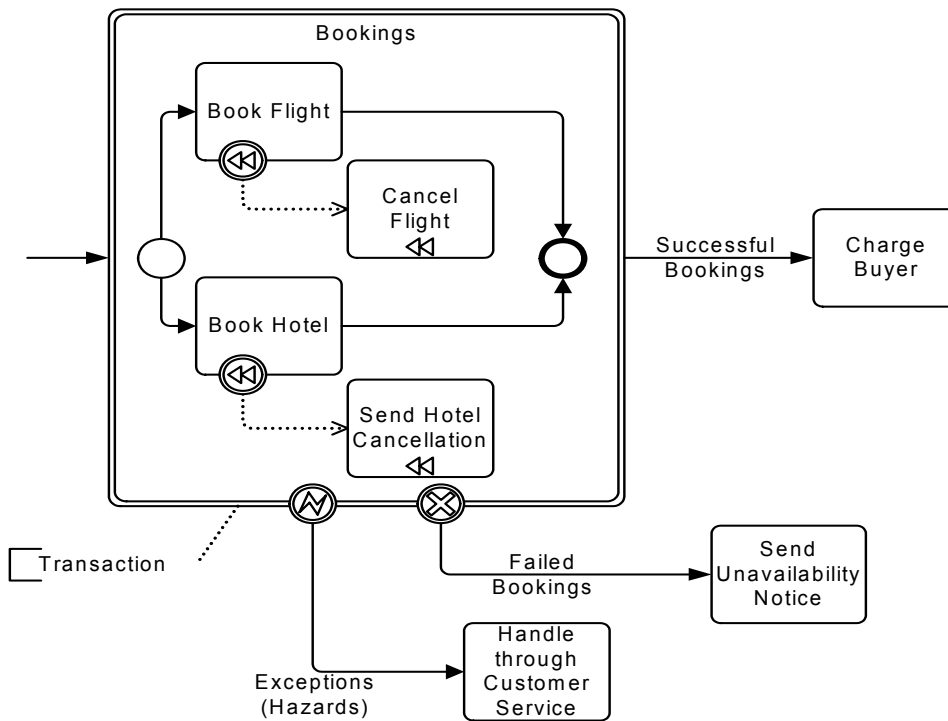 Bookings
Book Flight
Cancel
Flight
Successful
Bookings
Charge
Buyer
Book Hotel
Send Hotel
Cancellation
Transaction
Failed
Bookings
Send
Unavailability
Notice
Exceptions
(Hazards)
Handle
through
Customer
Service